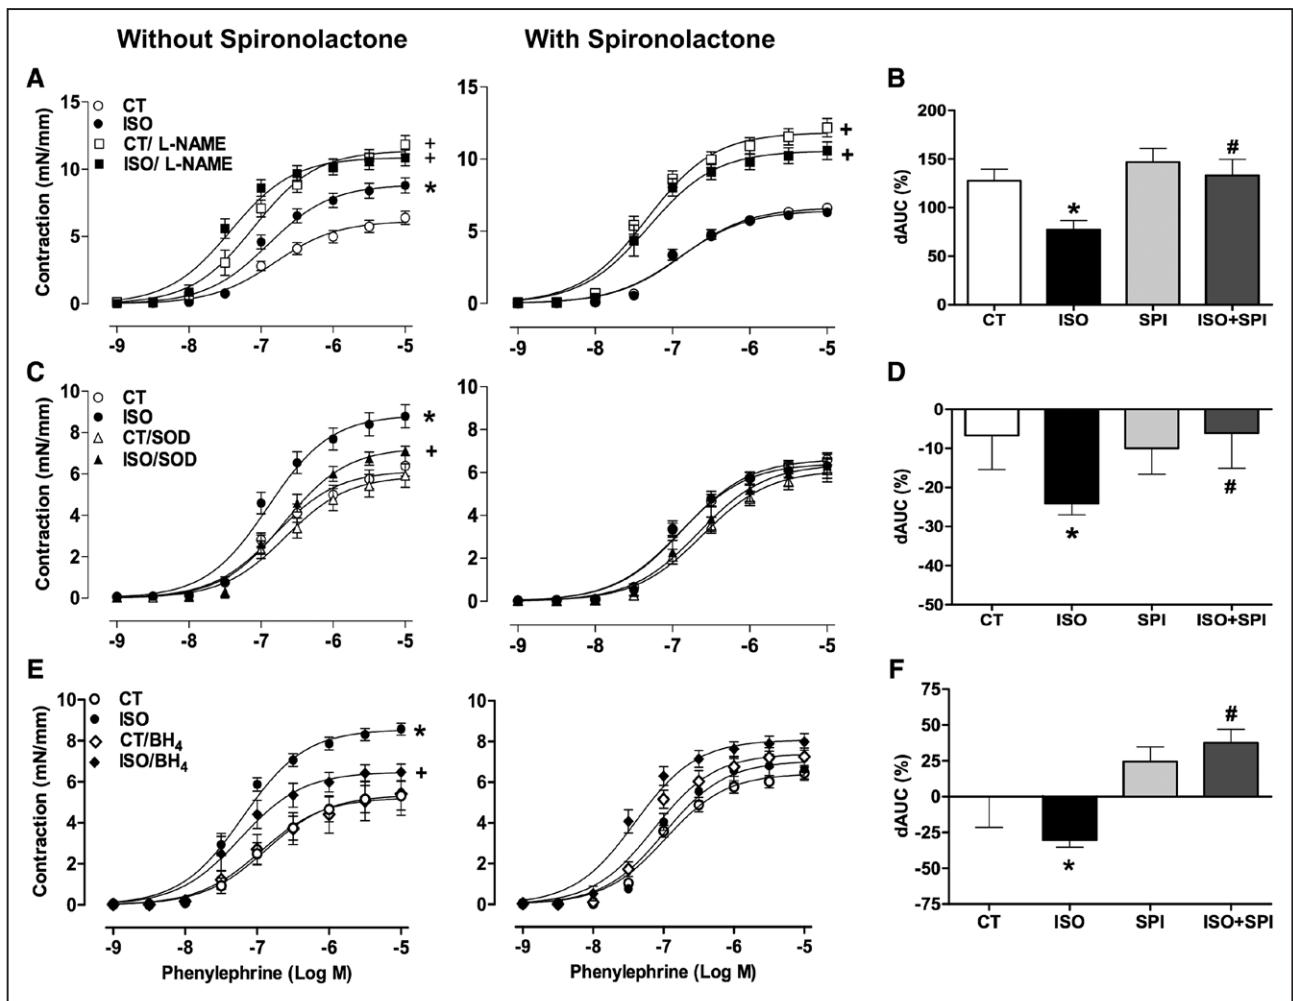 Without Spironolactone
With Spironolactone
A
CT
ISO
CT/ L-NAME
ISO/ L-NAME
Contraction (mN/mm)
15
10
5
0
+
+
*
-9
-8
-7
-6
-5
15
10
5
0
+
+
-9
-8
-7
-6
-5
B
dAUC (%)
200
150
100
50
0
*
#
CT
ISO
SPI
ISO+SPI
C
CT
ISO
CT/SOD
ISO/SOD
Contraction (mN/mm)
10
8
6
4
2
0
*
+
-9
-8
-7
-6
-5
10
8
6
4
2
0
-9
-8
-7
-6
-5
D
dAUC (%)
0
-10
-20
-30
-40
-50
*
#
CT
ISO
SPI
ISO+SPI
E
CT
ISO
CT/BH4
ISO/BH4
Contraction (mN/mm)
10
8
6
4
2
0
*
+
-9
-8
-7
-6
-5
Phenylephrine (Log M)
10
8
6
4
2
0
-9
-8
-7
-6
-5
Phenylephrine (Log M)
F
dAUC (%)
75
50
25
0
-25
-50
-75
*
#
CT
ISO
SPI
ISO+SPI